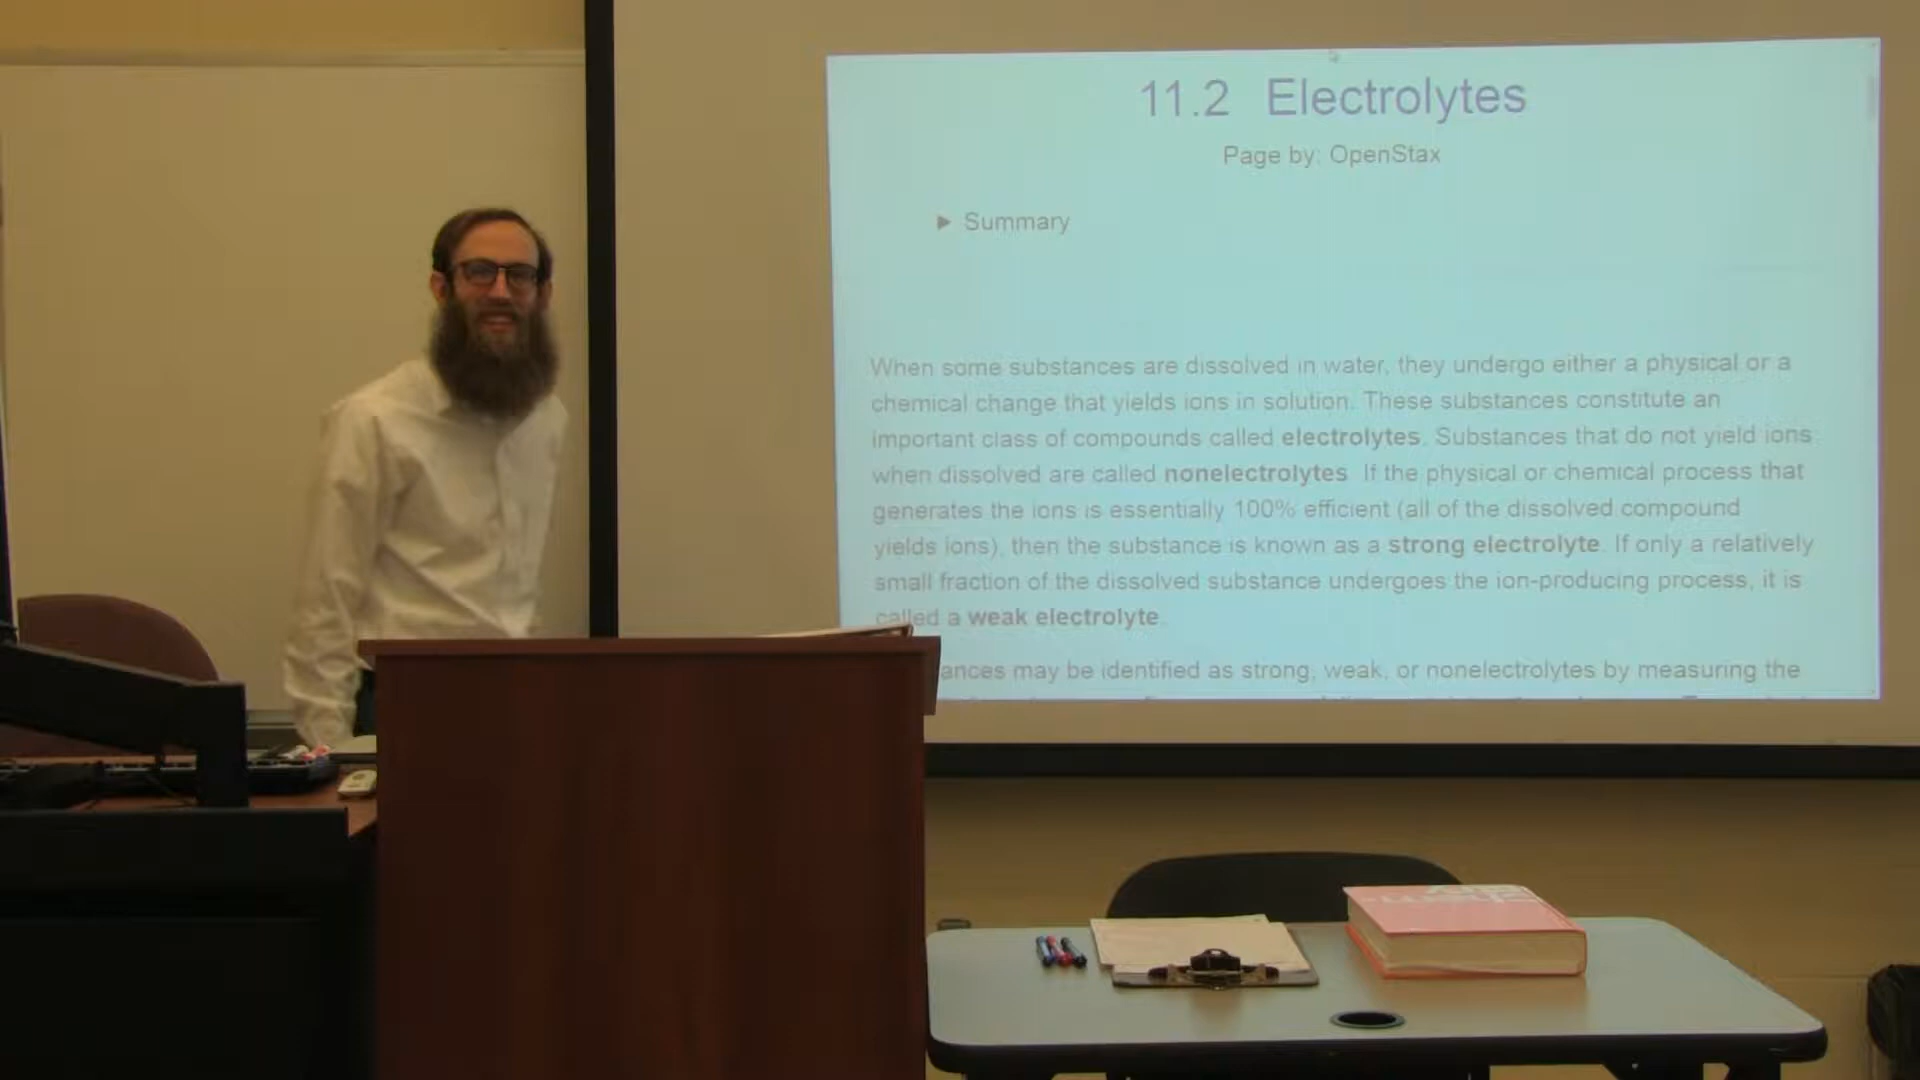 11.2 Electrolytes
Page by: OpenStax
► Summary
When some substances are dissolved in water, they undergo either a physical or a
chemical change that yields ions in solution. These substances constitute an
important class of compounds called electrolytes. Substances that do not yield ions
when dissolved are called nonelectrolytes. If the physical or chemical process that
generates the ions is essentially 100% efficient (all of the dissolved compound
yields ions), then the substance is known as a strong electrolyte. If only a relatively
small fraction of the dissolved substance undergoes the ion-producing process, it is
called a weak electrolyte.
ances may be identified as strong, weak, or nonelectrolytes by measuring the